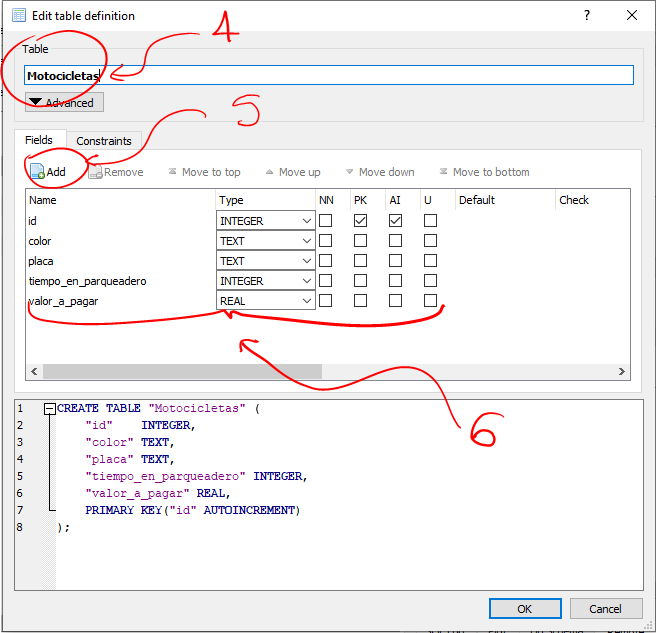 Edit table definition
?
4
Table
Motocicletas
Advanced
5
Fields Constraints
Add Remove Move to top Move up Move down Move to bottom
Name Type NN PK AI U Default Check
id INTEGER
color TEXT
placa TEXT
tiempo_en_parqueadero INTEGER
valor_a_pagar REAL
6
1 CREATE TABLE "Motocicletas" (
2 "id" INTEGER,
3 "color" TEXT,
4 "placa" TEXT,
5 "tiempo_en_parqueadero" INTEGER,
6 "valor_a_pagar" REAL,
7 PRIMARY KEY("id" AUTOINCREMENT)
8 );
OK Cancel